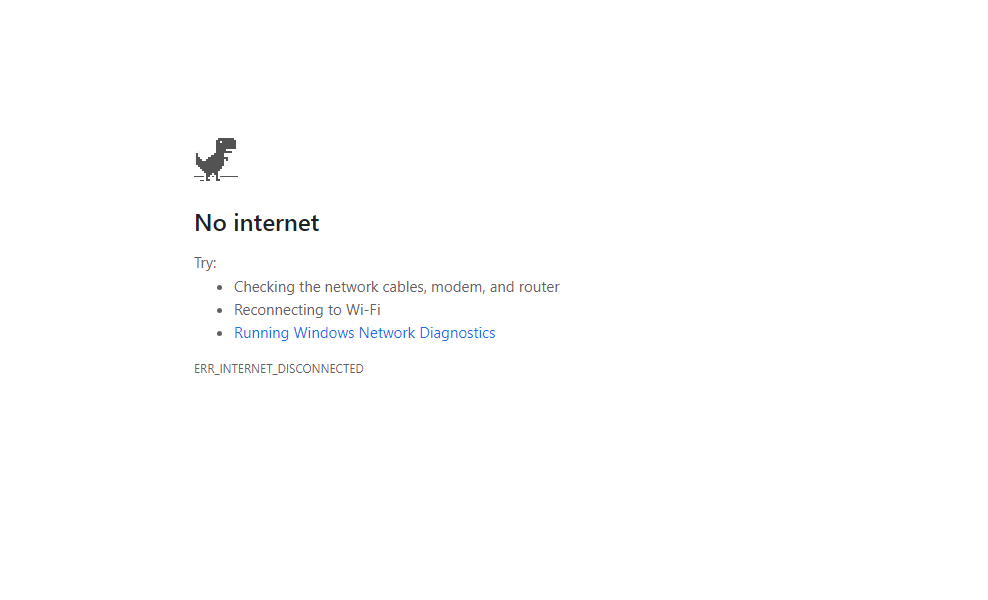 No internet
Try:
Checking the network cables, modem, and router
Reconnecting to Wi-Fi
Running Windows Network Diagnostics
ERR_INTERNET_DISCONNECTED